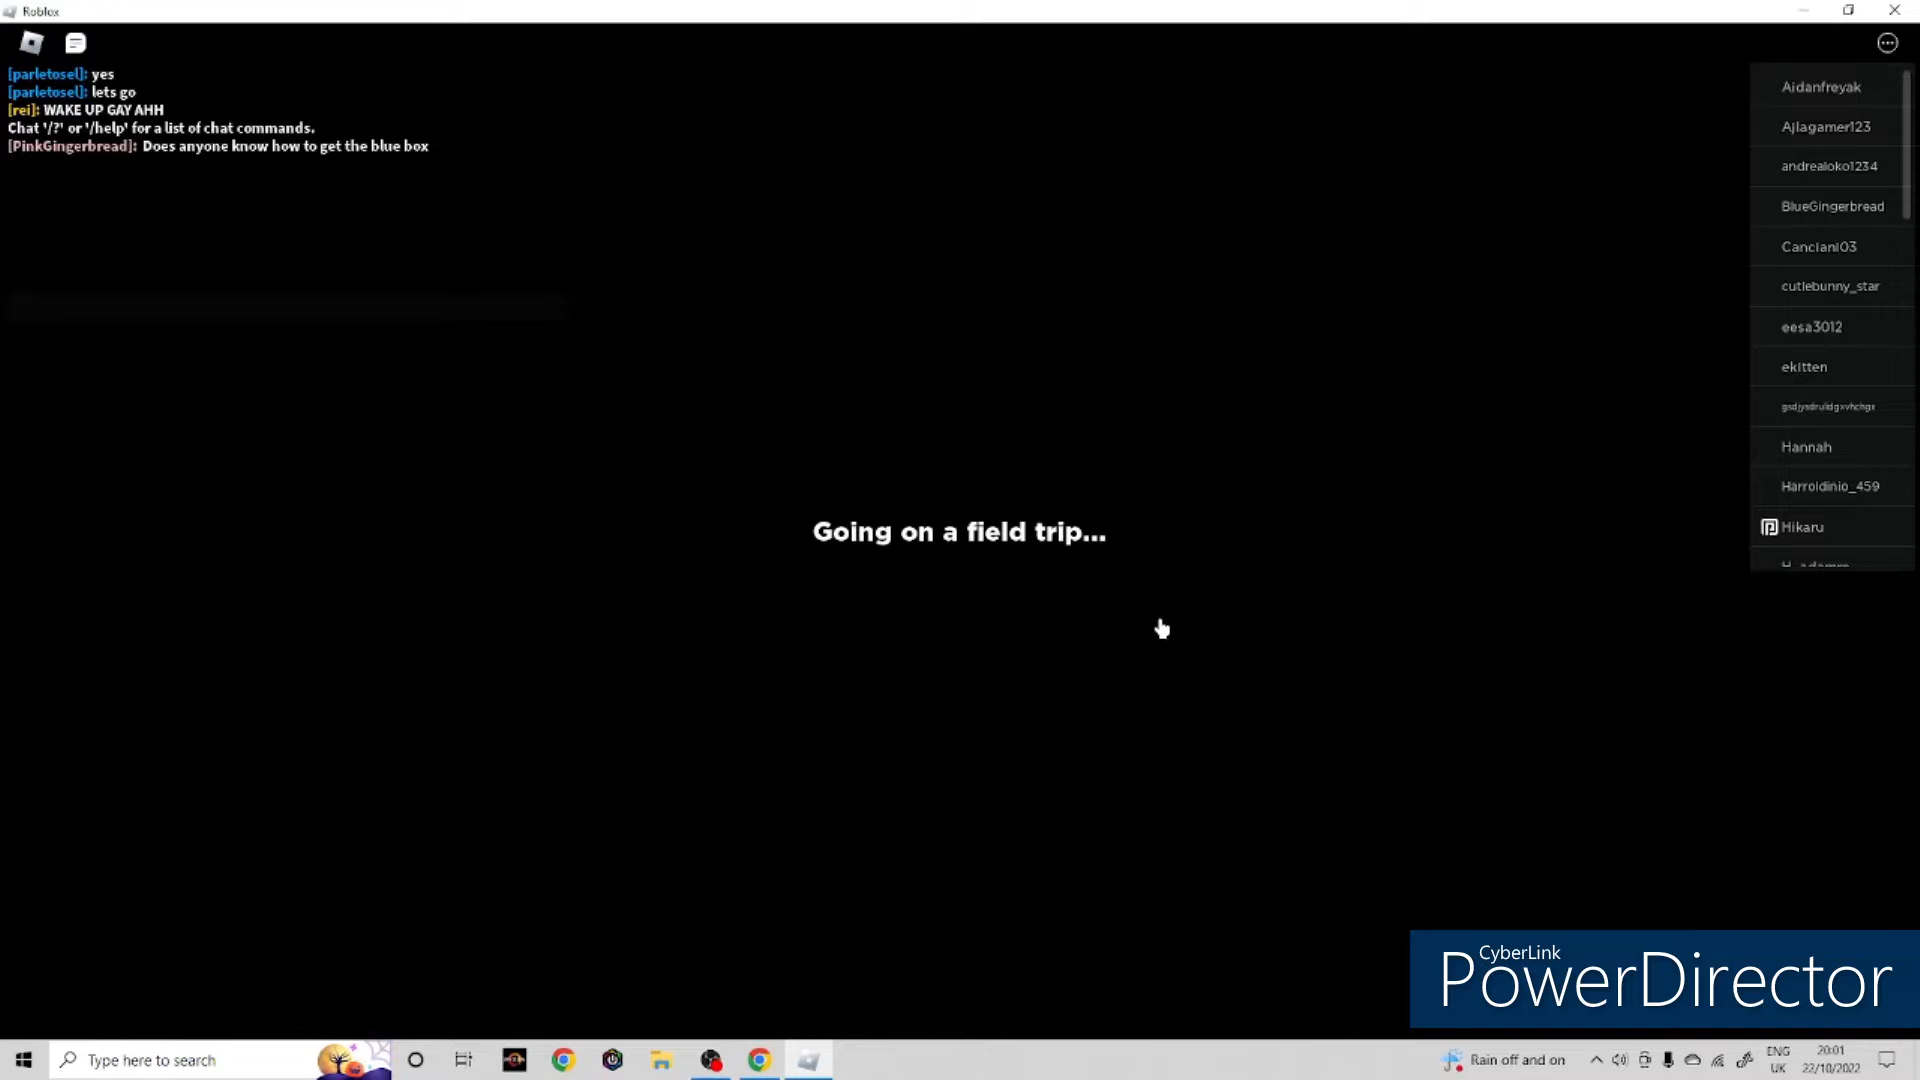 Roblox
[parletosel]: yes
[parletosel]: lets go
[rei]: WAKE UP GAY AHH
Chat '/?' or '/help' for a list of chat commands.
[PinkGingerbread]: Does anyone know how to get the blue box
Aidanfreyak
Ajlagamer123
andrealoko1234
BlueGingerbread
Canciani03
cutiebunny_star
eesa3012
ekitten
Hannah
Harroldinio_459
Hikaru
Going on a field trip...
CyberLink
PowerDirector
Type here to search
Rain off and on
ENG
UK
20:01
22/10/2022